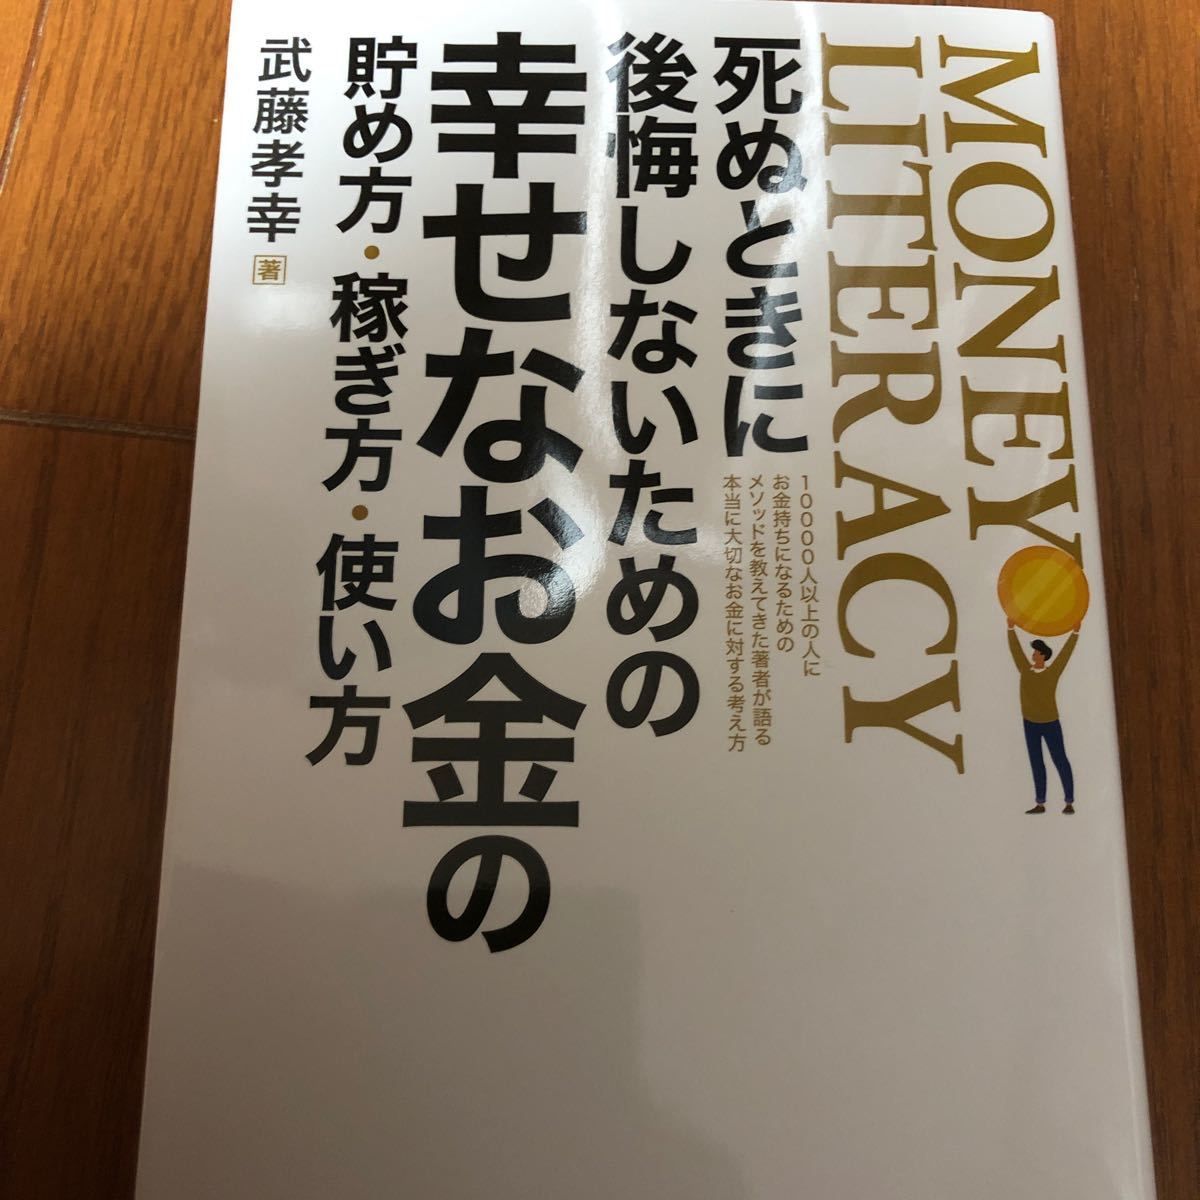 MONEY
LITERACY
死ぬときに
10000人以上の人に
お金持ちになるための
メソッドを教えてきた著者が語る
本当に大切なお金に対する考え方
後悔しないための
幸せなお金の
貯め方・稼ぎ方・使い方
武藤孝幸 著